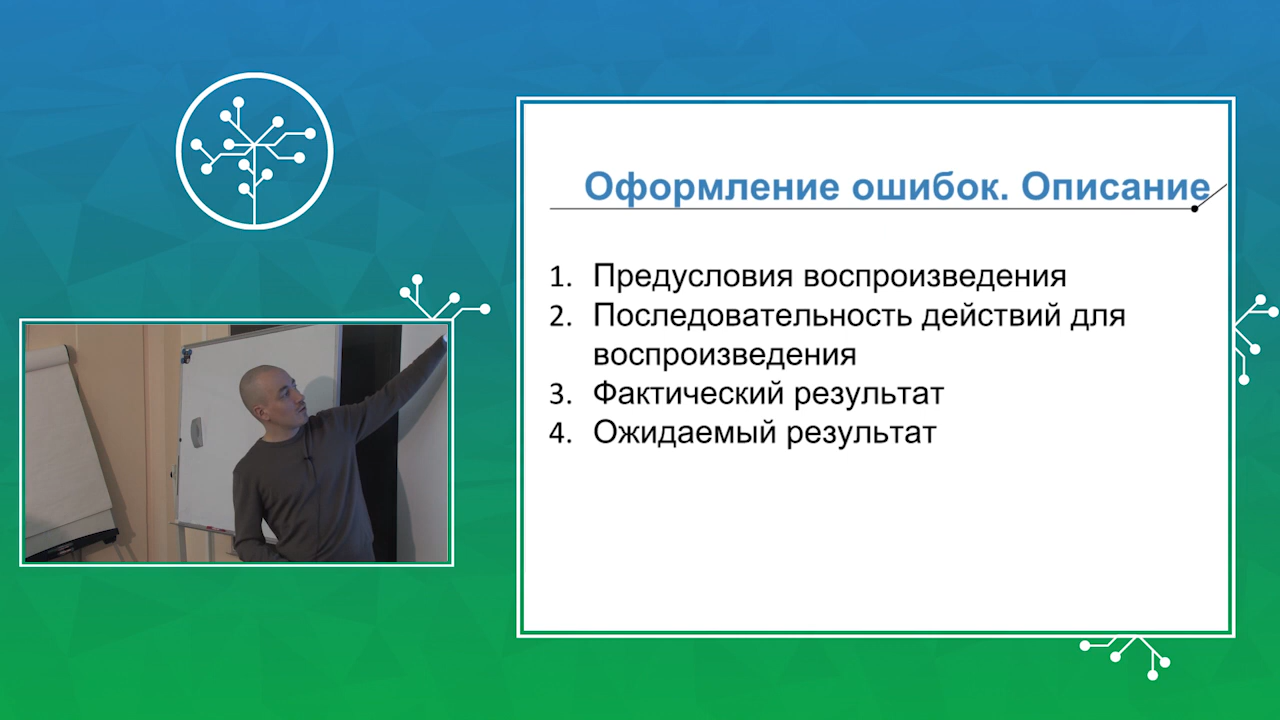 Оформление ошибок. Описание
1. Предусловия воспроизведения
2. Последовательность действий для
воспроизведения
3. Фактический результат
4. Ожидаемый результат